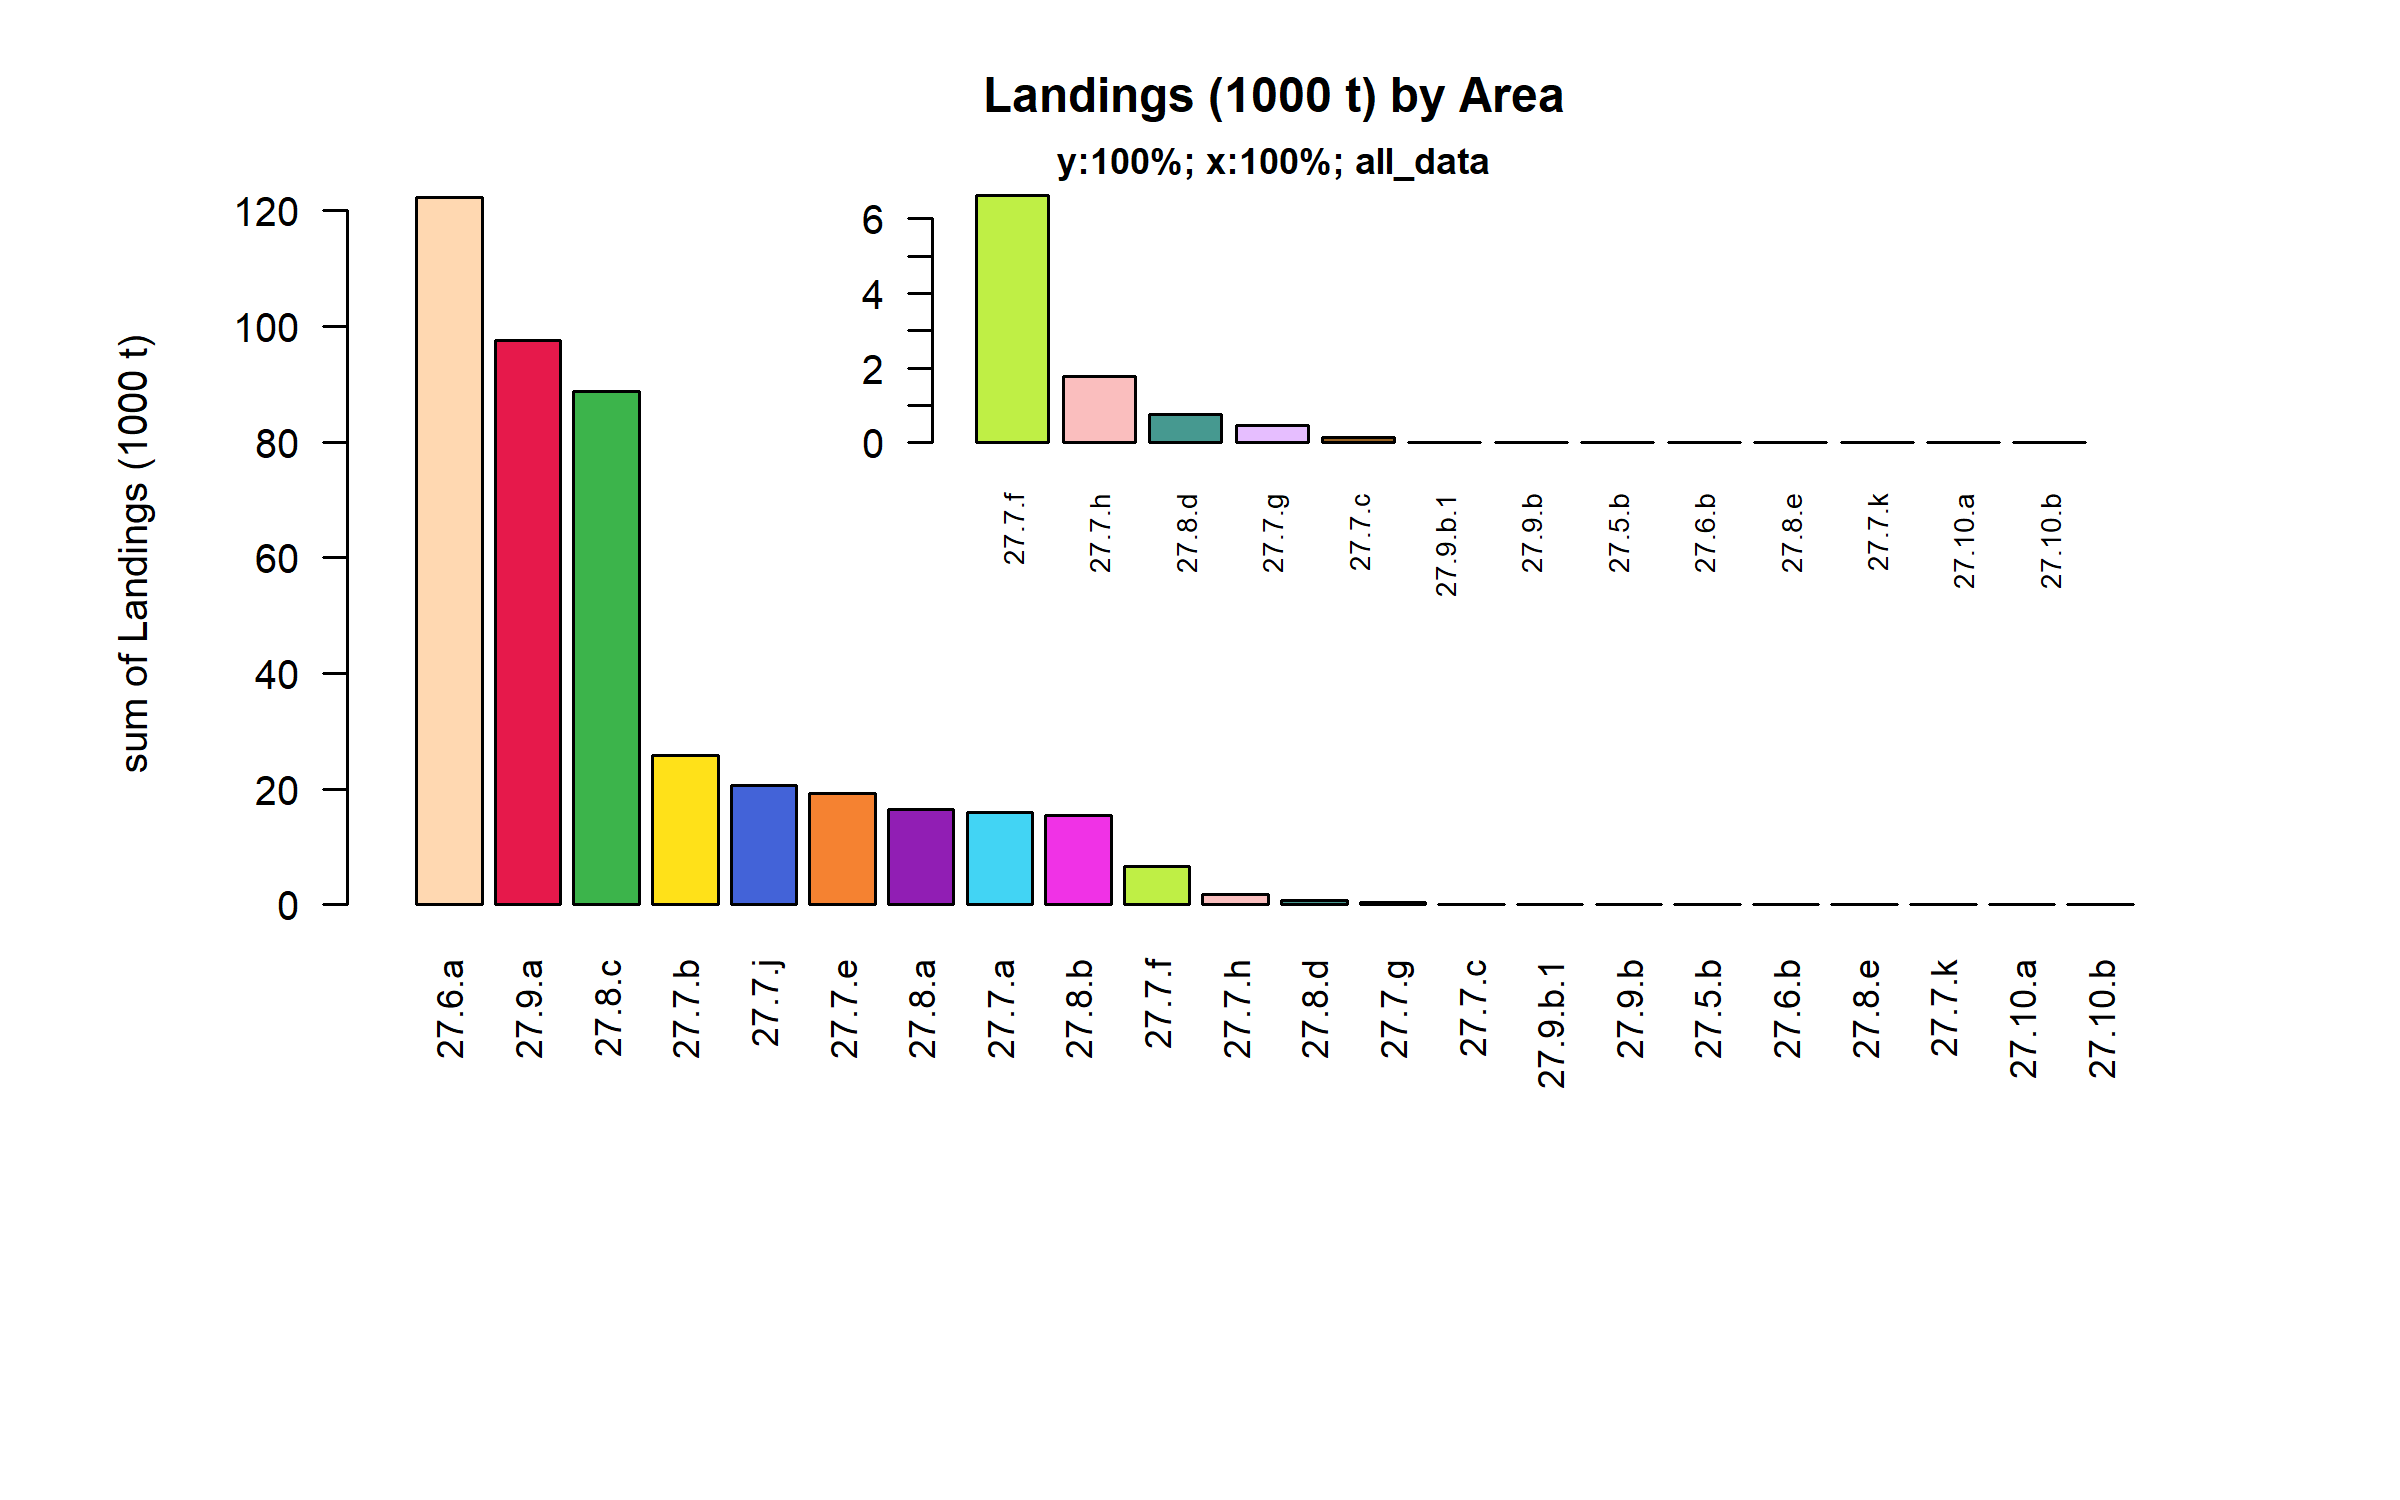 Landings (1000 t) by Area
y:100%; x:100%; all_data
sum of Landings (1000 t)
120
100
80
60
40
20
0
27.6.a
27.9.a
27.8.c
27.7.b
27.7.j
27.7.e
27.8.a
27.7.a
27.8.b
27.7.f
27.7.h
27.8.d
27.7.g
27.7.c
27.9.b.1
27.9.b
27.5.b
27.6.b
27.8.e
27.7.k
27.10.a
27.10.b
6
4
2
0
27.7.f
27.7.h
27.8.d
27.7.g
27.7.c
27.9.b.1
27.9.b
27.5.b
27.6.b
27.8.e
27.7.k
27.10.a
27.10.b